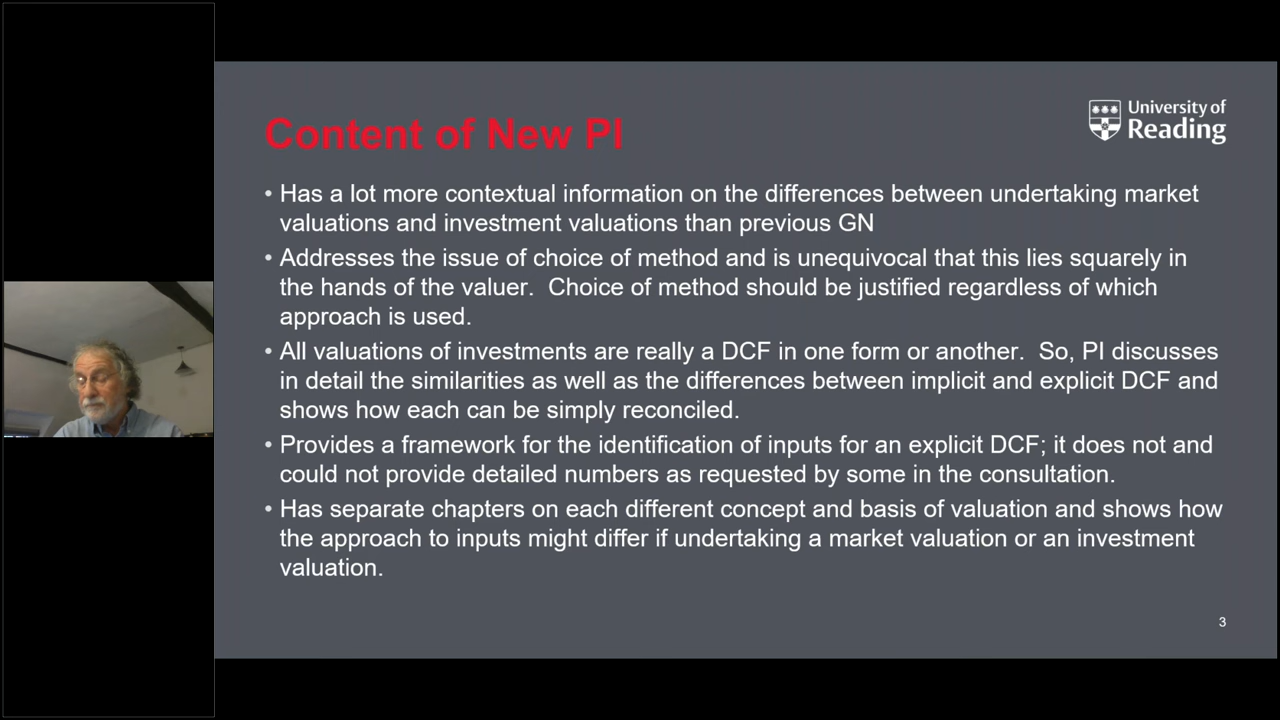 Content of New PI
University of
Reading
• Has a lot more contextual information on the differences between undertaking market
valuations and investment valuations than previous GN
• Addresses the issue of choice of method and is unequivocal that this lies squarely in
the hands of the valuer.  Choice of method should be justified regardless of which
approach is used.
• All valuations of investments are really a DCF in one form or another.  So, PI discusses
in detail the similarities as well as the differences between implicit and explicit DCF and
shows how each can be simply reconciled.
• Provides a framework for the identification of inputs for an explicit DCF; it does not and
could not provide detailed numbers as requested by some in the consultation.
• Has separate chapters on each different concept and basis of valuation and shows how
the approach to inputs might differ if undertaking a market valuation or an investment
valuation.
3